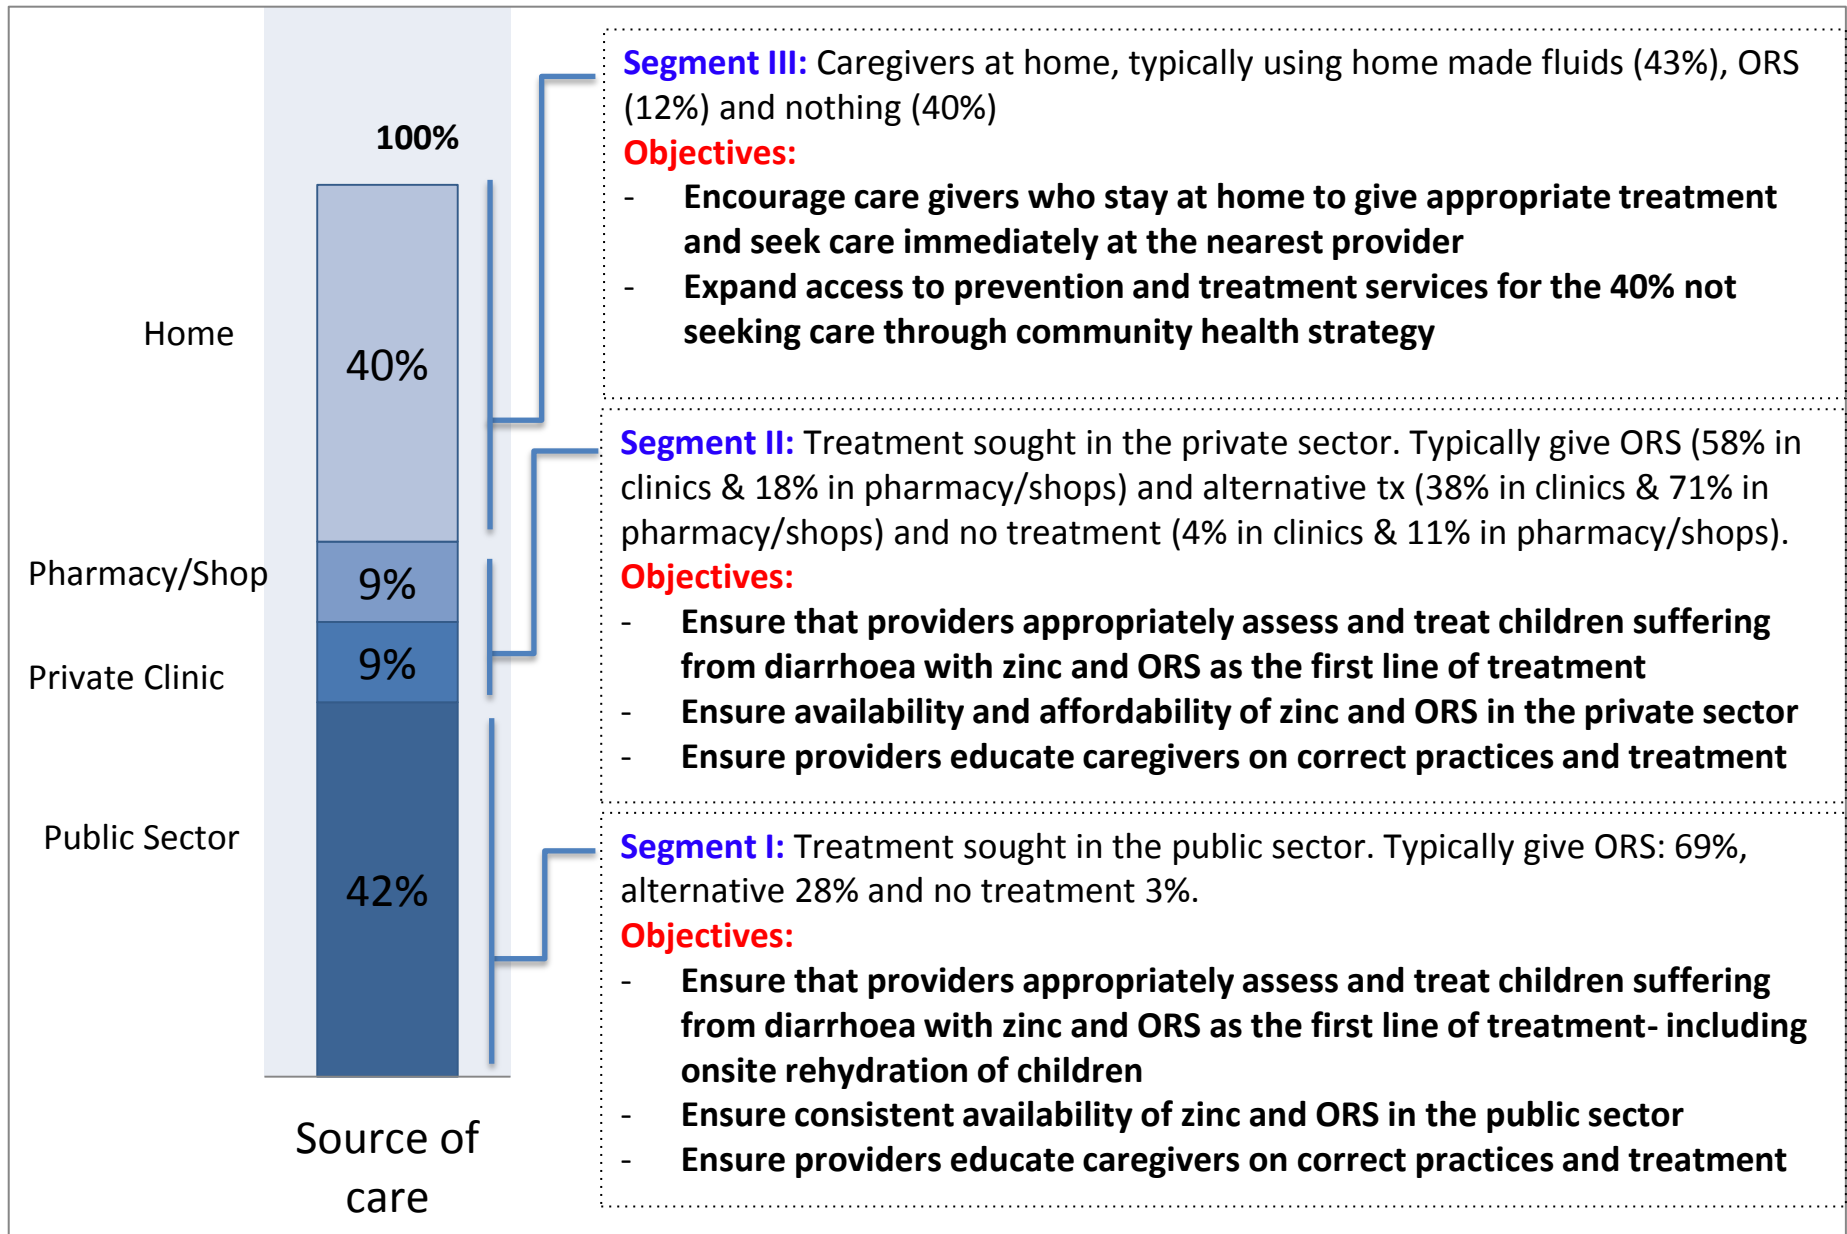 100%
Home
40%
Pharmacy/Shop
9%
Private Clinic
9%
Public Sector
42%
Source of
care
Segment III: Caregivers at home, typically using home made fluids (43%), ORS
(12%) and nothing (40%)
Objectives:
- Encourage care givers who stay at home to give appropriate treatment
and seek care immediately at the nearest provider
- Expand access to prevention and treatment services for the 40% not
seeking care through community health strategy
Segment II: Treatment sought in the private sector. Typically give ORS (58% in
clinics & 18% in pharmacy/shops) and alternative tx (38% in clinics & 71% in
pharmacy/shops) and no treatment (4% in clinics & 11% in pharmacy/shops).
Objectives:
- Ensure that providers appropriately assess and treat children suffering
from diarrhoea with zinc and ORS as the first line of treatment
- Ensure availability and affordability of zinc and ORS in the private sector
- Ensure providers educate caregivers on correct practices and treatment
Segment I: Treatment sought in the public sector. Typically give ORS: 69%,
alternative 28% and no treatment 3%.
Objectives:
- Ensure that providers appropriately assess and treat children suffering
from diarrhoea with zinc and ORS as the first line of treatment- including
onsite rehydration of children
- Ensure consistent availability of zinc and ORS in the public sector
- Ensure providers educate caregivers on correct practices and treatment